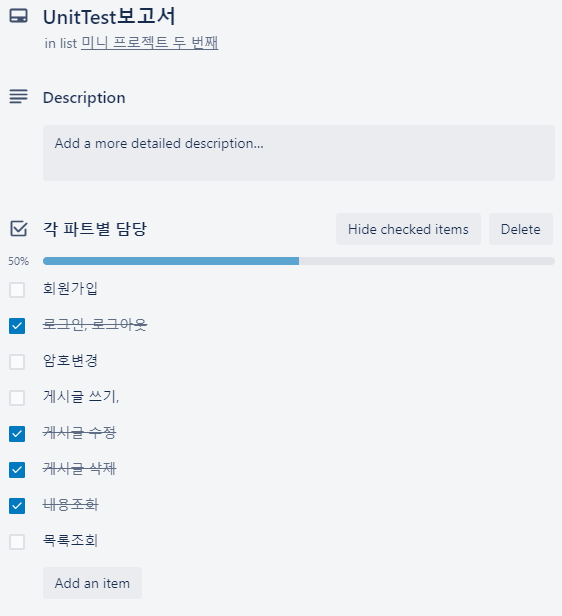 UnitTest보고서
in list 미니 프로젝트 두 번째
Description
Add a more detailed description...
각 파트별 담당
Hide checked items
Delete
50%
회원가입
로그인, 로그아웃
암호변경
게시글 쓰기,
게시글 수정
게시글 삭제
내용조회
목록조회
Add an item